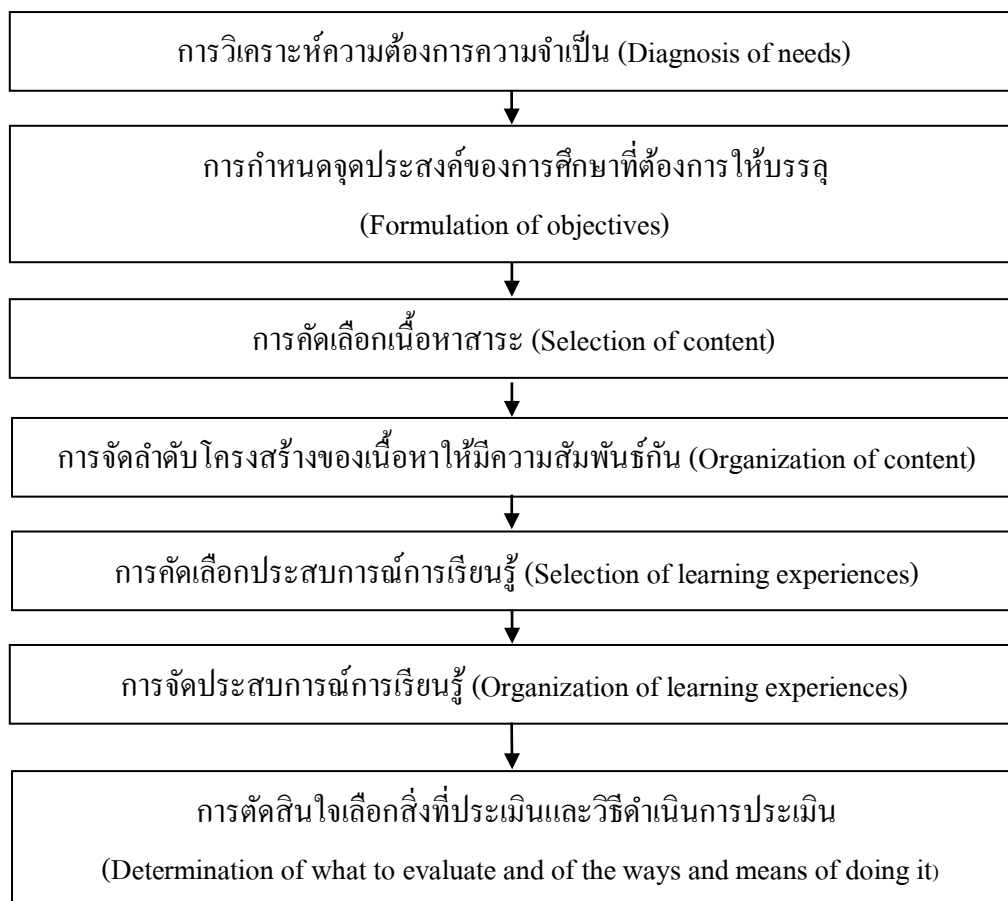 การวิเคราะห์ความต้องการความจำเป็น (Diagnosis of needs)
การกำหนดจุดประสงค์ของการศึกษาที่ต้องการให้บรรลุ
(Formulation of objectives)
การคัดเลือกเนื้อหาสาระ (Selection of content)
การจัดลำดับโครงสร้างของเนื้อหาให้มีความสัมพันธ์กัน (Organization of content)
การคัดเลือกประสบการณ์การเรียนรู้ (Selection of learning experiences)
การจัดประสบการณ์การเรียนรู้ (Organization of learning experiences)
การตัดสินใจเลือกสิ่งที่ประเมินและวิธีดำเนินการประเมิน
(Determination of what to evaluate and of the ways and means of doing it)